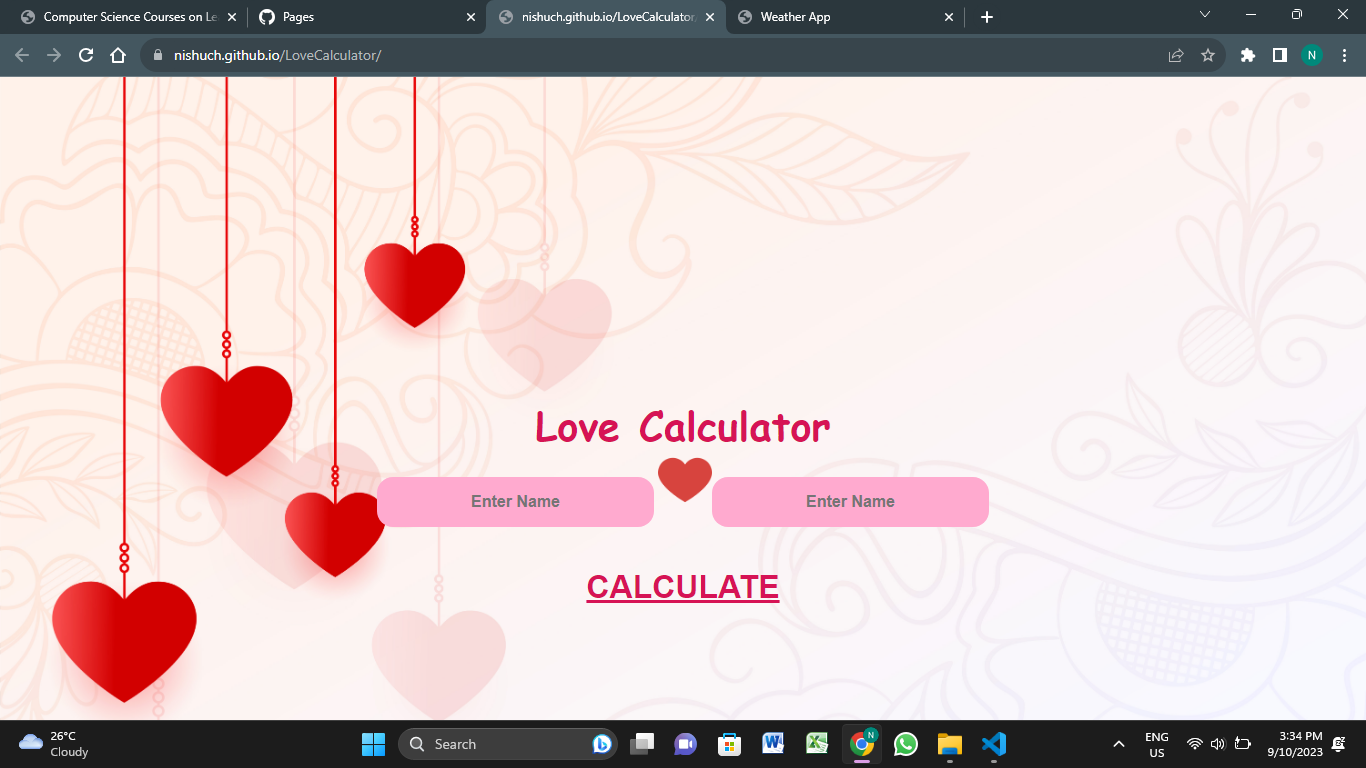 Computer Science Courses on Le
Pages
nishuch.github.io/LoveCalculator/
Weather App
nishuch.github.io/LoveCalculator/
N
Love Calculator
Enter Name
Enter Name
CALCULATE
26°C
Cloudy
Search
N
ENG
US
3:34 PM
9/10/2023